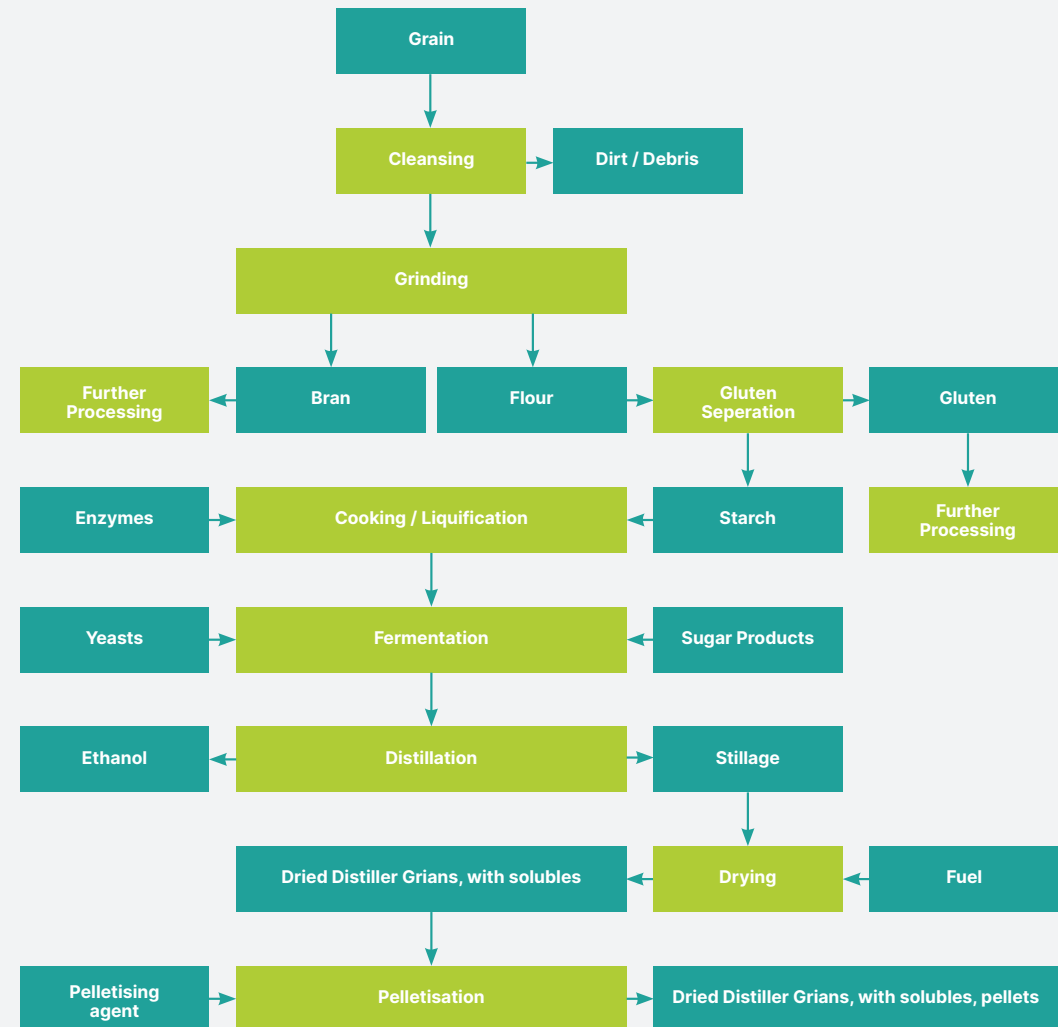 Grain
Cleansing
Dirt / Debris
Grinding
Further
Processing
Bran
Flour
Gluten
Seperation
Gluten
Enzymes
Cooking / Liquification
Starch
Further
Processing
Yeasts
Fermentation
Sugar Products
Ethanol
Distillation
Stillage
Dried Distiller Grians, with solubles
Drying
Fuel
Pelletising
agent
Pelletisation
Dried Distiller Grians, with solubles, pellets